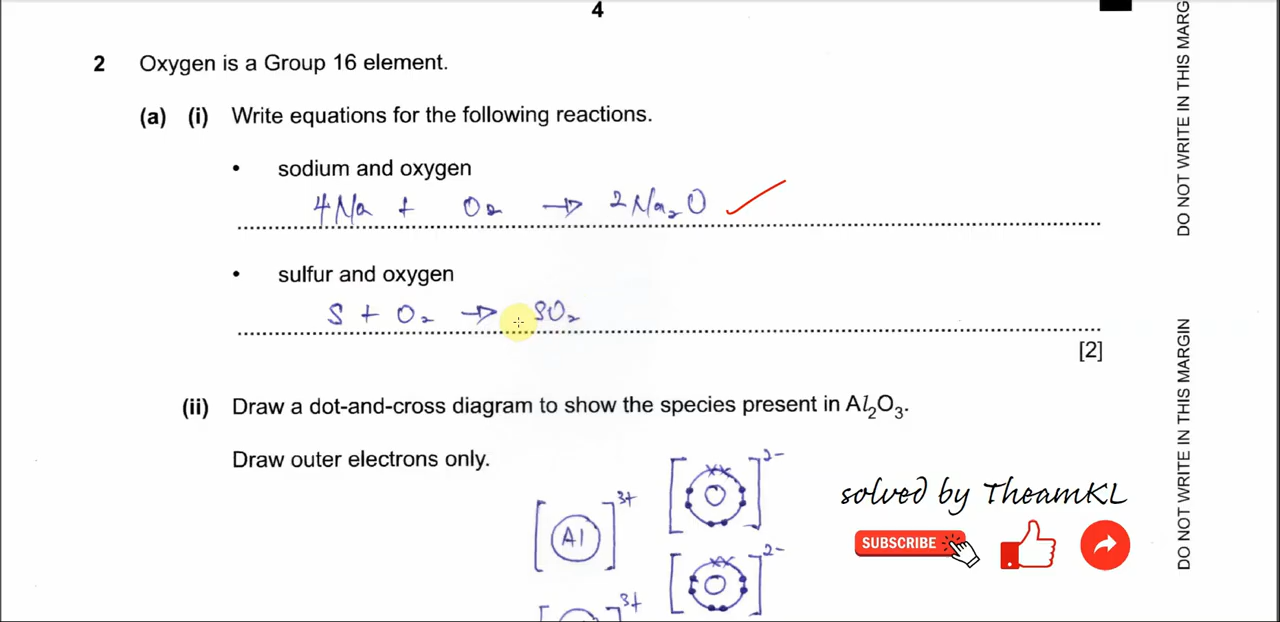 4
2 Oxygen is a Group 16 element.
(a) (i) Write equations for the following reactions.
• sodium and oxygen
4Na + O₂ → 2Na₂O
• sulfur and oxygen
S + O₂ → SO₂
[2]
(ii) Draw a dot-and-cross diagram to show the species present in Al₂O₃.
Draw outer electrons only.
[Al]³⁺ [O]²⁻
[O]²⁻
3+
solved by TheamKL
SUBSCRIBE
DO NOT WRITE IN THIS MARG
DO NOT WRITE IN THIS MARGIN